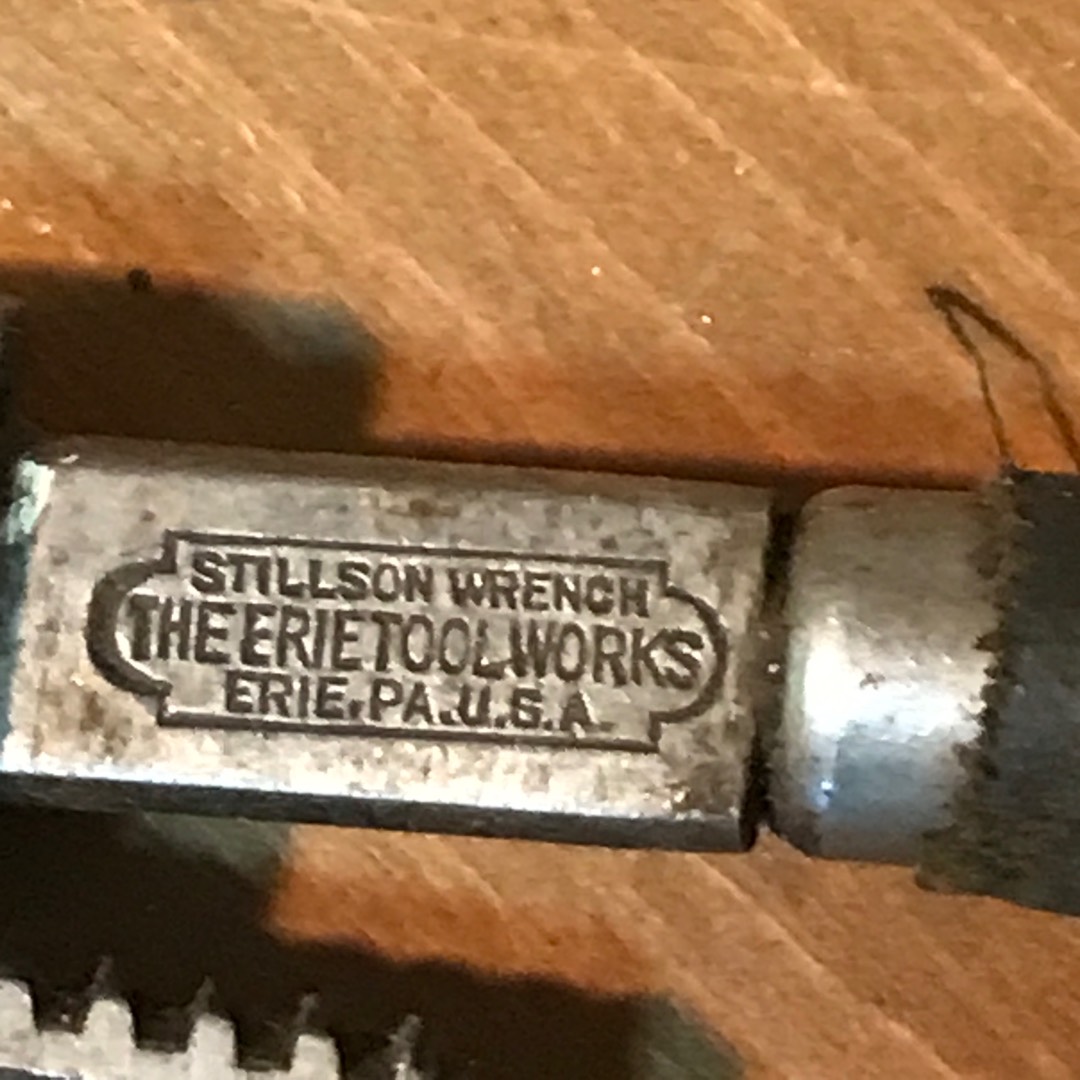 STILLSON WRENCH
THE ERIE TOOL WORKS
ERIE, PA. U.S.A.